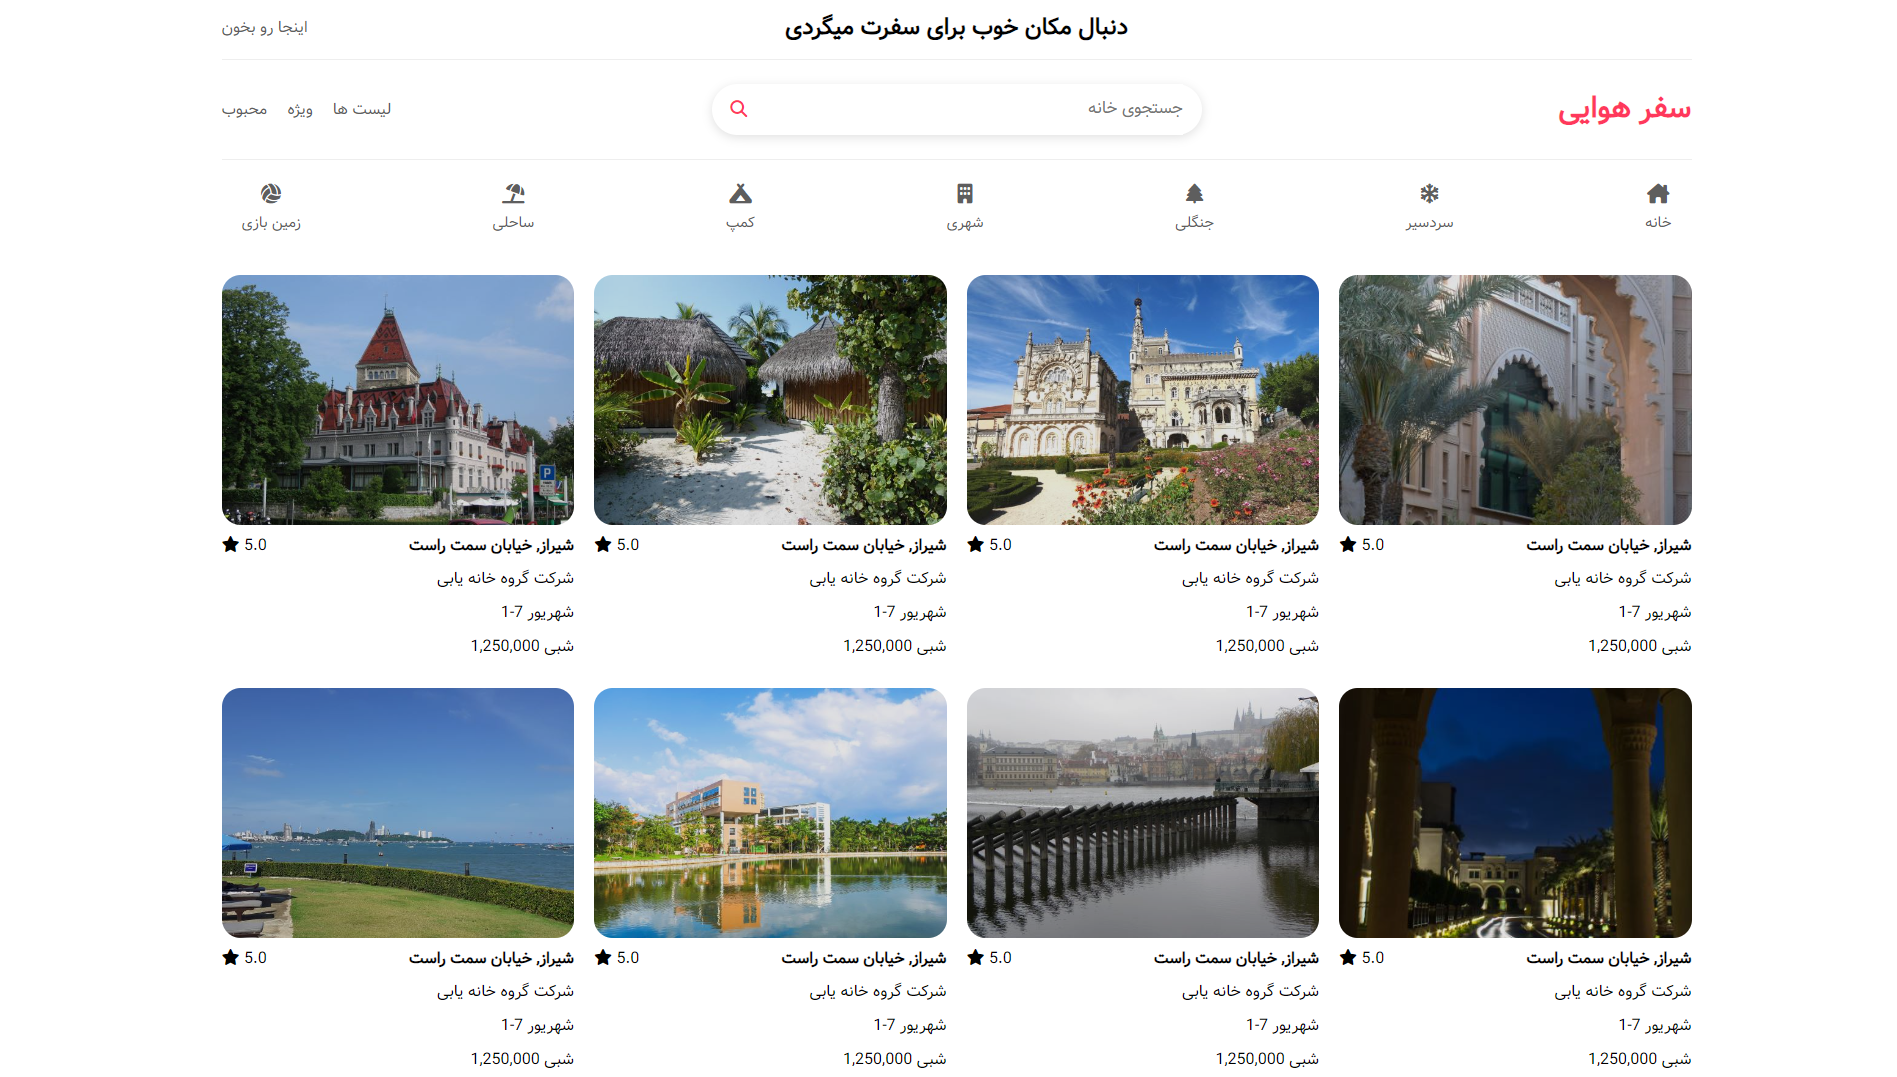 دنبال مکان خوب برای سفرت میگردی
اینجا رو بخون
سفر هوایی
جستجوی خانه
لیست ها ویژه محبوب
خانه سردسیر جنگلی شهری کمپ ساحلی زمین بازی
شیراز, خیابان سمت راست 5.0
شرکت گروه خانه یابی
شهریور 7-1
شبی 1,250,000
شیراز, خیابان سمت راست 5.0
شرکت گروه خانه یابی
شهریور 7-1
شبی 1,250,000
شیراز, خیابان سمت راست 5.0
شرکت گروه خانه یابی
شهریور 7-1
شبی 1,250,000
P
شیراز, خیابان سمت راست 5.0
شرکت گروه خانه یابی
شهریور 7-1
شبی 1,250,000
شیراز, خیابان سمت راست 5.0
شرکت گروه خانه یابی
شهریور 7-1
شبی 1,250,000
شیراز, خیابان سمت راست 5.0
شرکت گروه خانه یابی
شهریور 7-1
شبی 1,250,000
شیراز, خیابان سمت راست 5.0
شرکت گروه خانه یابی
شهریور 7-1
شبی 1,250,000
شیراز, خیابان سمت راست 5.0
شرکت گروه خانه یابی
شهریور 7-1
شبی 1,250,000